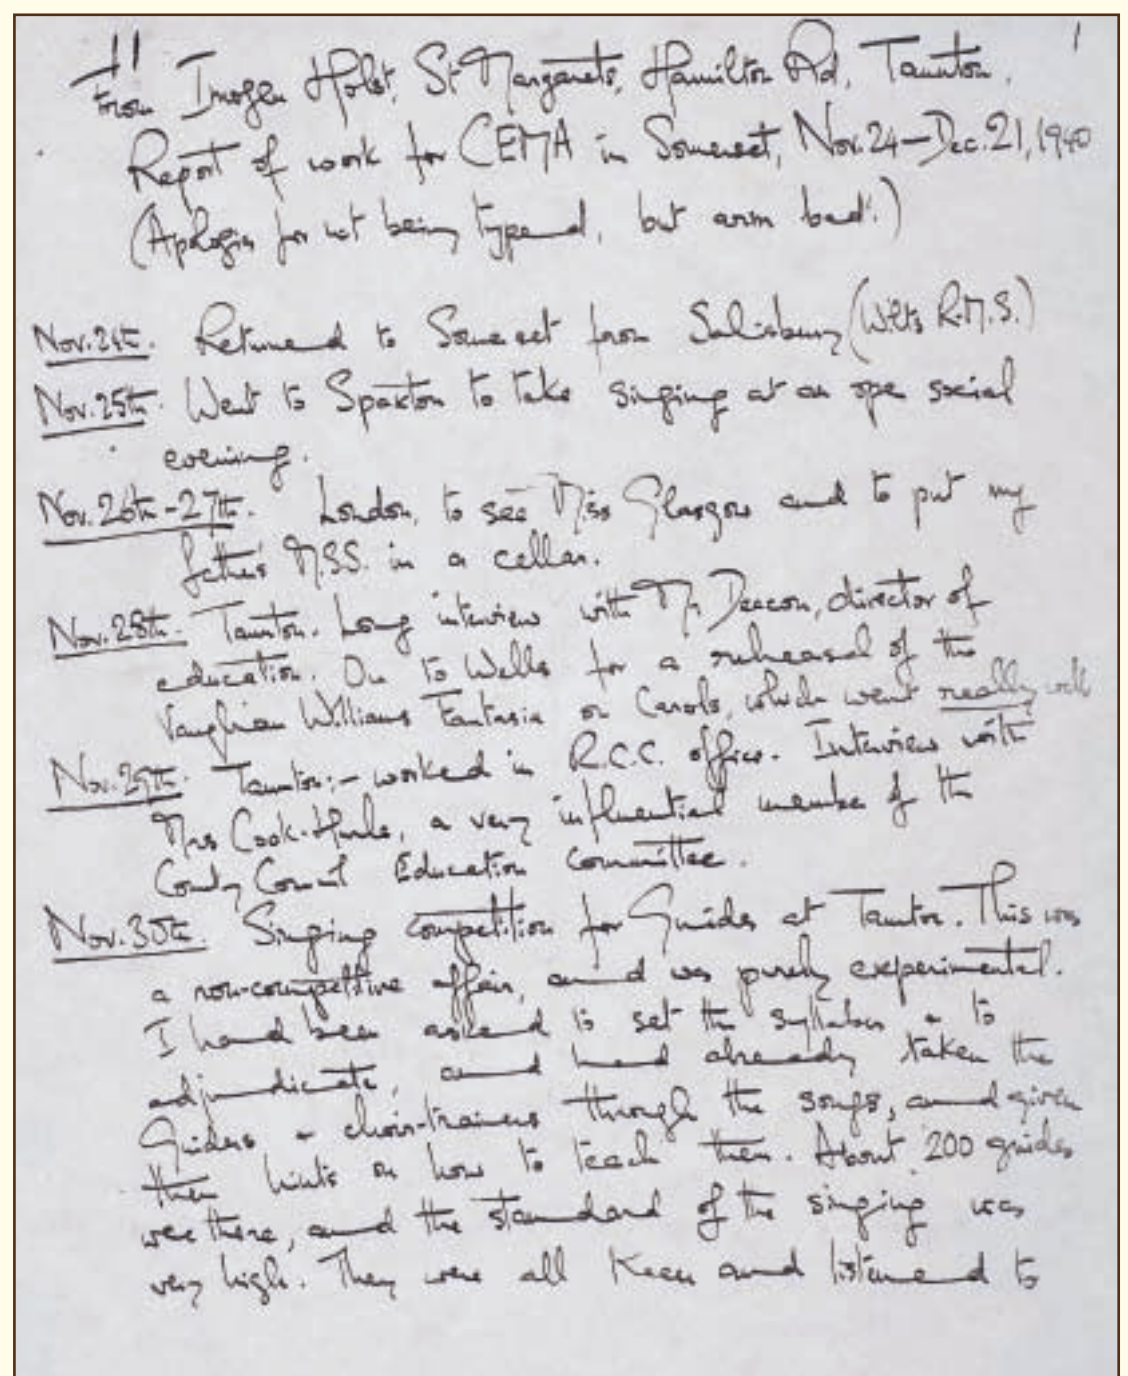 11 1
From Imogen Holst, St Margarets, Hamilton Rd, Taunton.
Report of work for CEMA in Somerset, Nov. 24–Dec. 21, 1940
(Apologies for not being typed, but arm bad!)
Nov. 24th. Returned to Somerset from Salisbury (Wilts R.M.S.)
Nov. 25th. Went to Spaxton to take singing at an open social
evening.
Nov. 26th–27th. London, to see Miss Glasgow and to put my
father's M.SS. in a cellar.
Nov. 28th. Taunton. Long interview with Mr Deacon, director of
education. On to Wells for a rehearsal of the
Vaughan Williams Fantasia on Carols, which went really well
Nov. 29th. Taunton:– worked in R.C.C. office. Interview with
Mrs Cook-Hurle, a very influential member of the
County Council Education Committee.
Nov. 30th. Singing competition for Guides at Taunton. This was
a non-competitive affair, and was purely experimental.
I had been asked to set the syllabus & to
adjudicate, and had already taken the
Guiders & choir-trainers through the songs, and given
them hints on how to teach them. About 200 guides
were there, and the standard of the singing was
very high. They were all keen and listened to